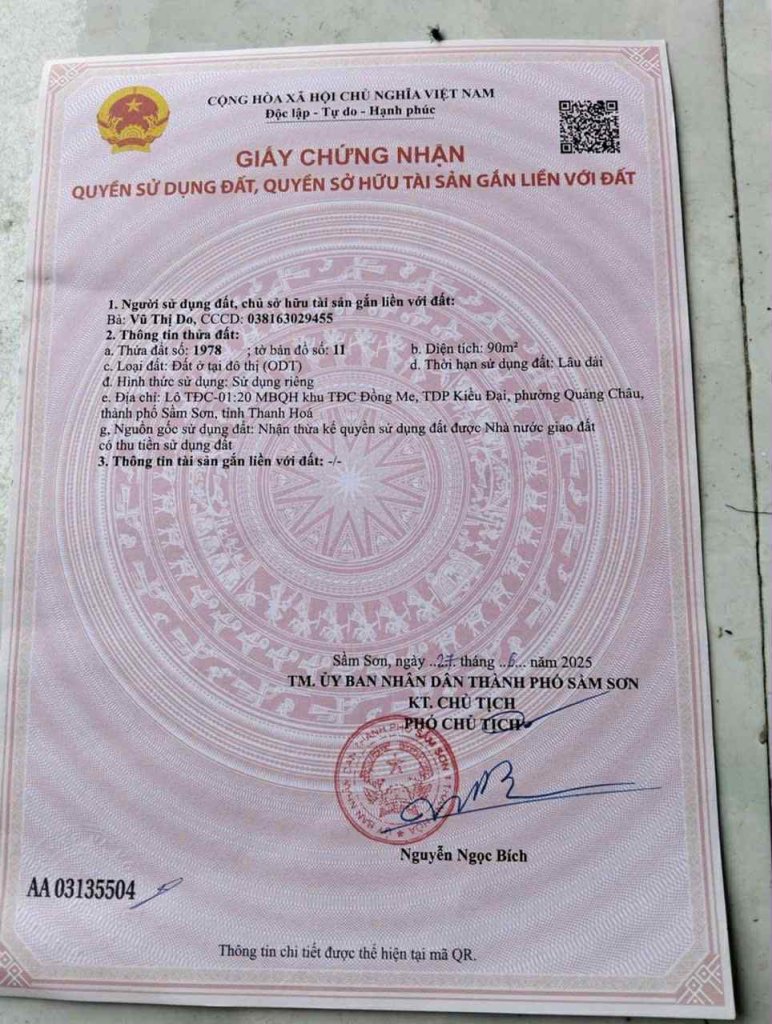 CỘNG HÒA XÃ HỘI CHỦ NGHĨA VIỆT NAM
Độc lập - Tự do - Hạnh phúc
GIẤY CHỨNG NHẬN
QUYỀN SỬ DỤNG ĐẤT, QUYỀN SỞ HỮU TÀI SẢN GẮN LIỀN VỚI ĐẤT
1. Người sử dụng đất, chủ sở hữu tài sản gắn liền với đất:
Bà: Vũ Thị Do, CCCD: 038163029455
2. Thông tin thửa đất:
a. Thửa đất số: 1978 ; tờ bản đồ số: 11 b. Diện tích: 90m²
c. Loại đất: Đất ở tại đô thị (ODT) d. Thời hạn sử dụng đất: Lâu dài
đ. Hình thức sử dụng: Sử dụng riêng
e. Địa chỉ: Lô TĐC-01:20 MBQH khu TĐC Đồng Me, TDP Kiều Đại, phường Quảng Châu,
thành phố Sầm Sơn, tỉnh Thanh Hoá
g. Nguồn gốc sử dụng đất: Nhận thừa kế quyền sử dụng đất được Nhà nước giao đất
có thu tiền sử dụng đất
3. Thông tin tài sản gắn liền với đất: -/-
Sầm Sơn, ngày ..27. tháng ..6... năm 2025
TM. ỦY BAN NHÂN DÂN THÀNH PHỐ SẦM SƠN
KT. CHỦ TỊCH
PHÓ CHỦ TỊCH
ỦY BAN NHÂN DÂN THÀNH PHỐ SẦM SƠN
Nguyễn Ngọc Bích
AA 03135504
Thông tin chi tiết được thể hiện tại mã QR.